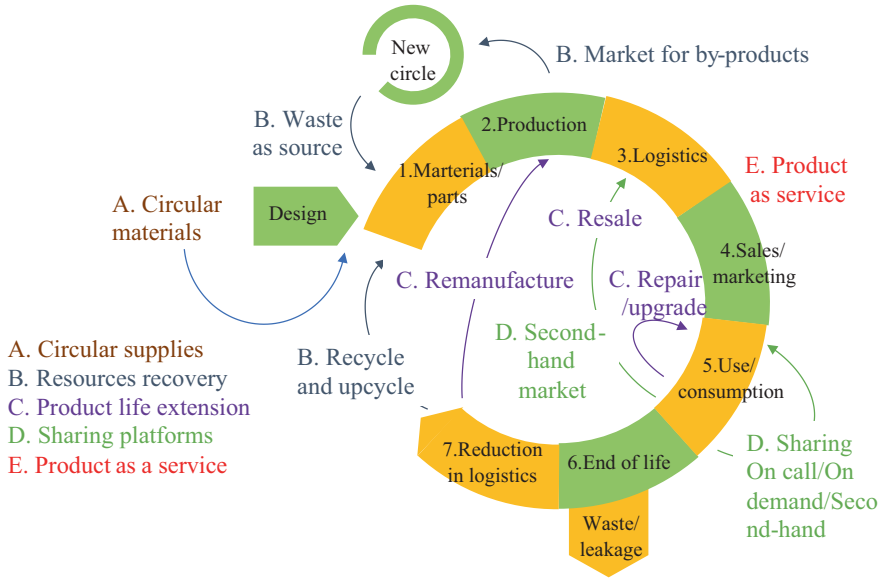 New
circle
B. Market for by-products
B. Waste
as source
2.Production
1.Marterials/
parts
3.Logistics
E. Product
as service
Design
A. Circular
materials
C. Resale
4.Sales/
marketing
C. Remanufacture
C. Repair
/upgrade
D. Second-
hand
market
B. Recycle
and upcycle
5.Use/
consumption
A. Circular supplies
B. Resources recovery
C. Product life extension
D. Sharing platforms
E. Product as a service
7.Reduction
in logistics
6.End of life
D. Sharing
On call/On
demand/Seco
nd-hand
Waste/
leakage